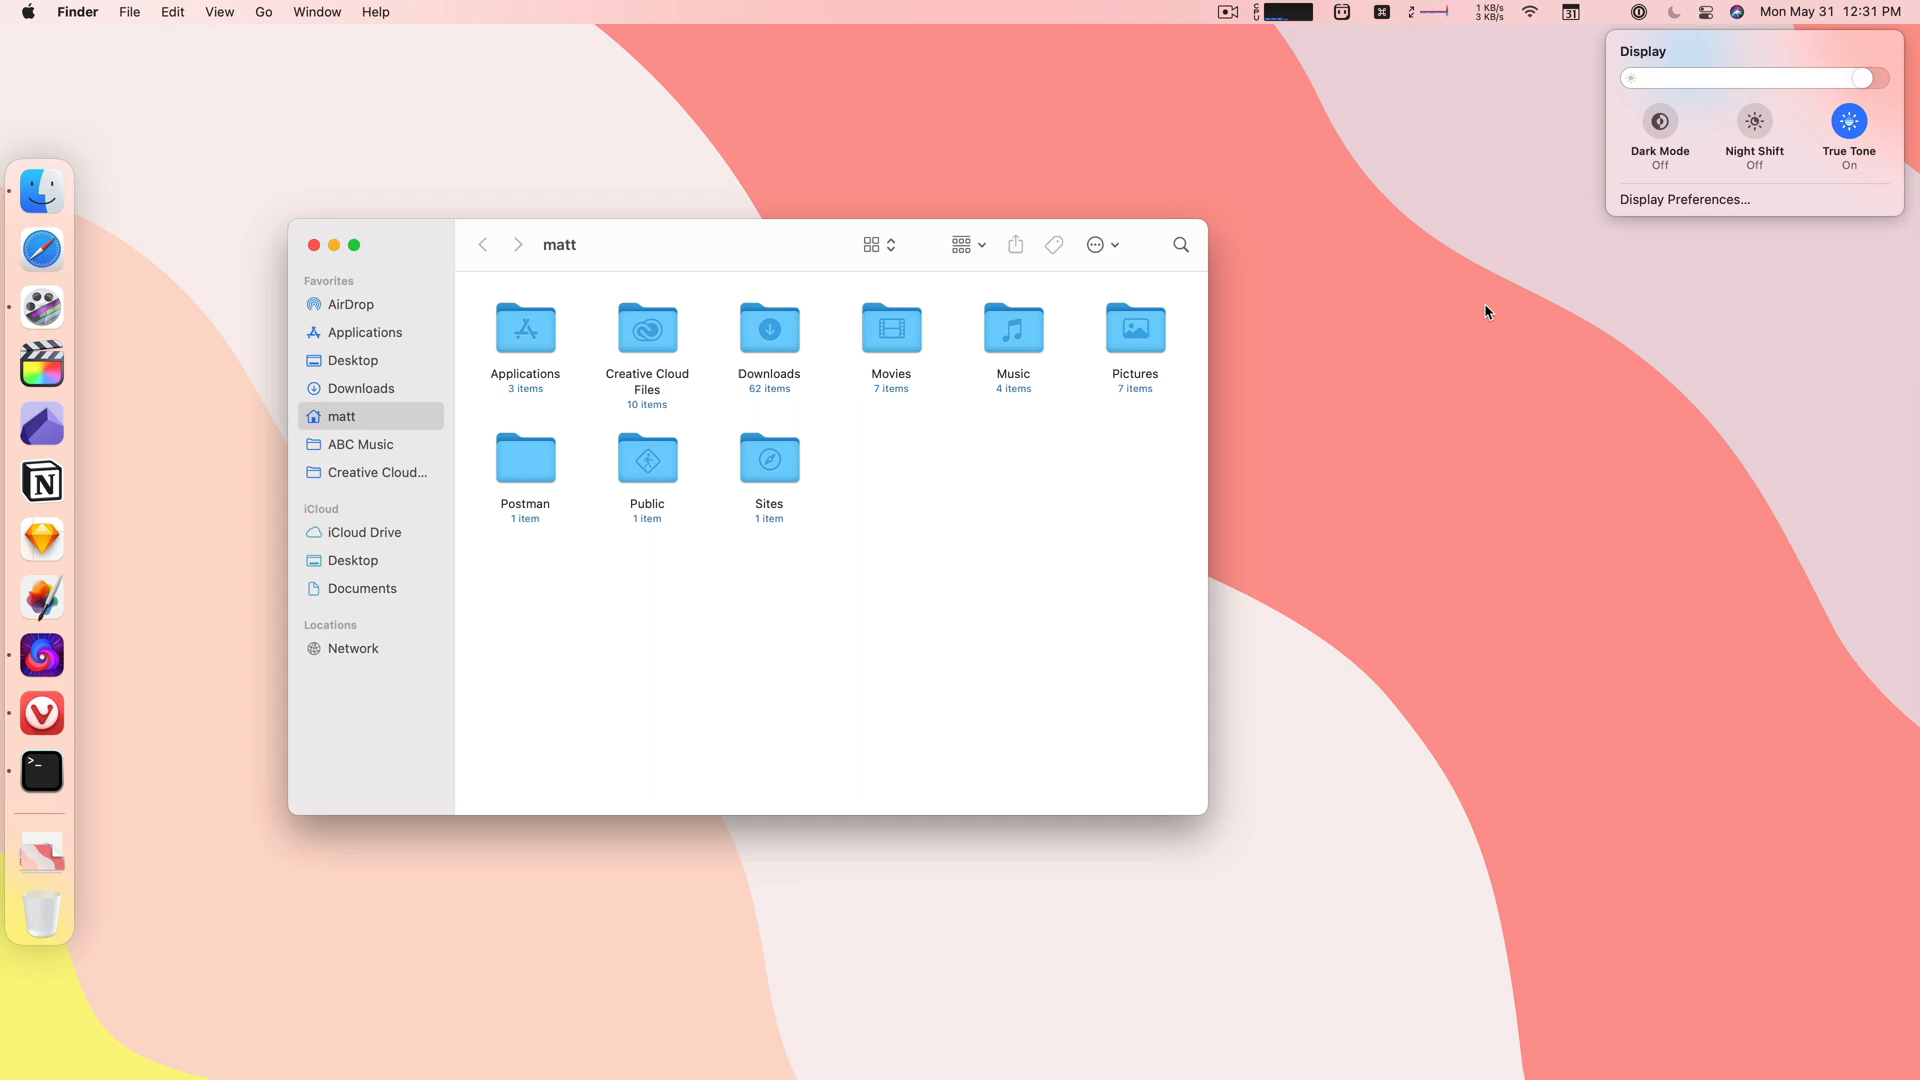 Finder File Edit View Go Window Help
CPU
1 KB/s
3 KB/s
31
Mon May 31 12:31 PM
Display
Dark Mode
Off
Night Shift
Off
True Tone
On
Display Preferences...
matt
Favorites
AirDrop
Applications
Desktop
Downloads
matt
ABC Music
Creative Cloud...
iCloud
iCloud Drive
Desktop
Documents
Locations
Network
Applications
3 items
Creative Cloud
Files
10 items
Downloads
62 items
Movies
7 items
Music
4 items
Pictures
7 items
Postman
1 item
Public
1 item
Sites
1 item
N
>_